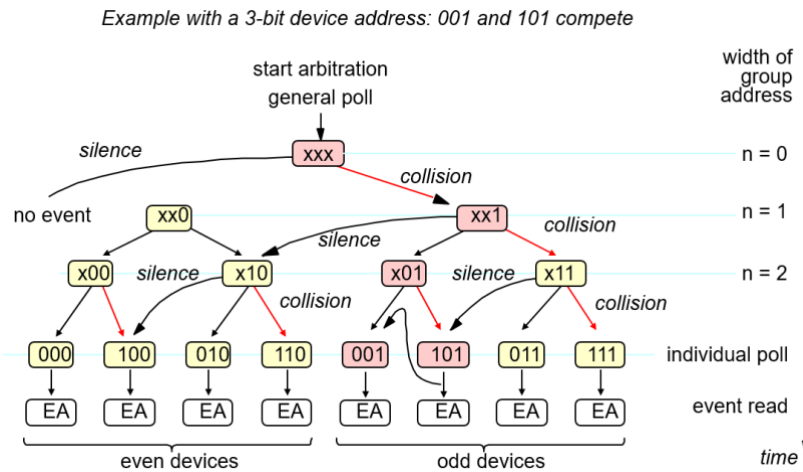 Example with a 3-bit device address: 001 and 101 compete
width of
group
address
start arbitration
general poll
silence
xxx
n = 0
collision
no event
xx0
xx1
n = 1
silence
collision
x00
silence
x10
x01
silence
x11
n = 2
collision
collision
000
100
010
110
001
101
011
111
individual poll
EA
EA
EA
EA
EA
EA
EA
EA
event read
even devices
odd devices
time